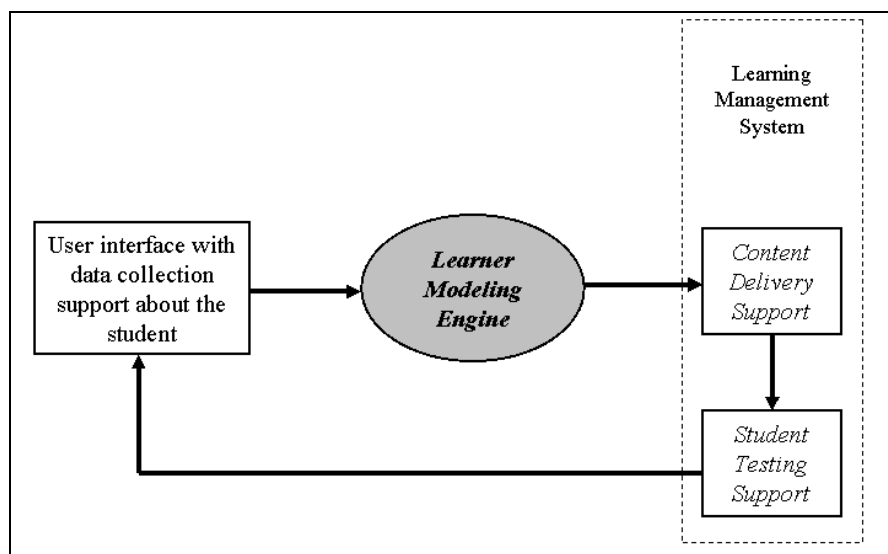 Learning
Management
System
User interface with
data collection
support about the
student
Learner
Modeling
Engine
Content
Delivery
Support
Student
Testing
Support